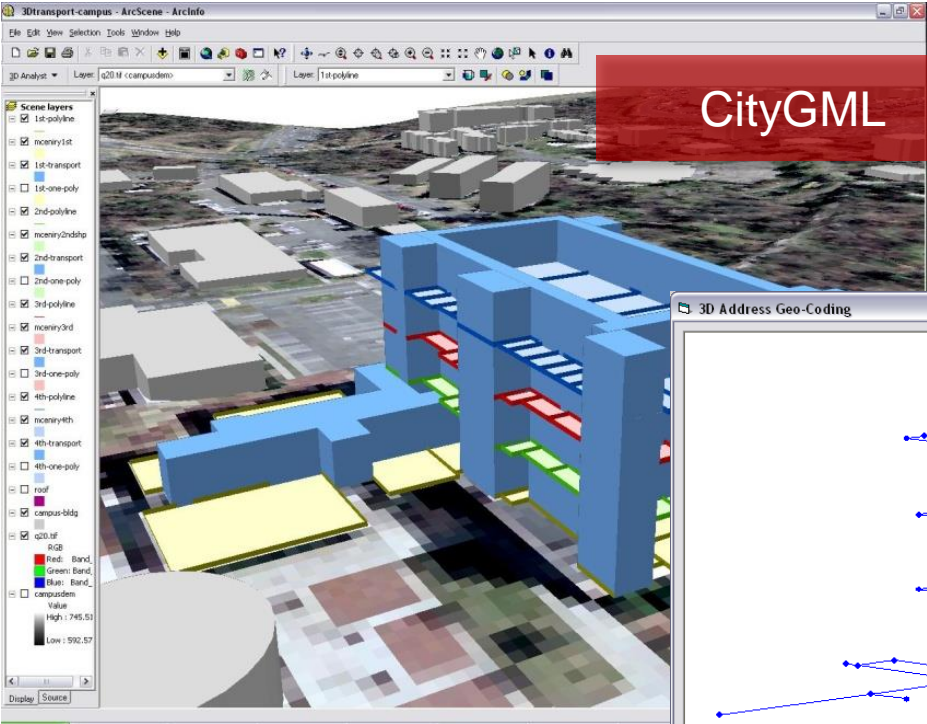 3Dtransport-campus - ArcScene - ArcInfo
File Edit View Selection Tools Window Help
3D Analyst Layer: q20.tif <campusdem> Layer: 1st-polyline
CityGML
Scene layers
1st-polyline
mceniry1st
1st-transport
1st-one-poly
2nd-polyline
mceniry2ndshp
2nd-transport
2nd-one-poly
3rd-polyline
mceniry3rd
3rd-transport
3rd-one-poly
4th-polyline
mceniry4th
4th-transport
4th-one-poly
roof
campus-bldg
q20.tif
RGB
Red: Band_
Green: Band_
Blue: Band_
campusdem
Value
High : 745.51
Low : 592.57
Display Source
3D Address Geo-Coding